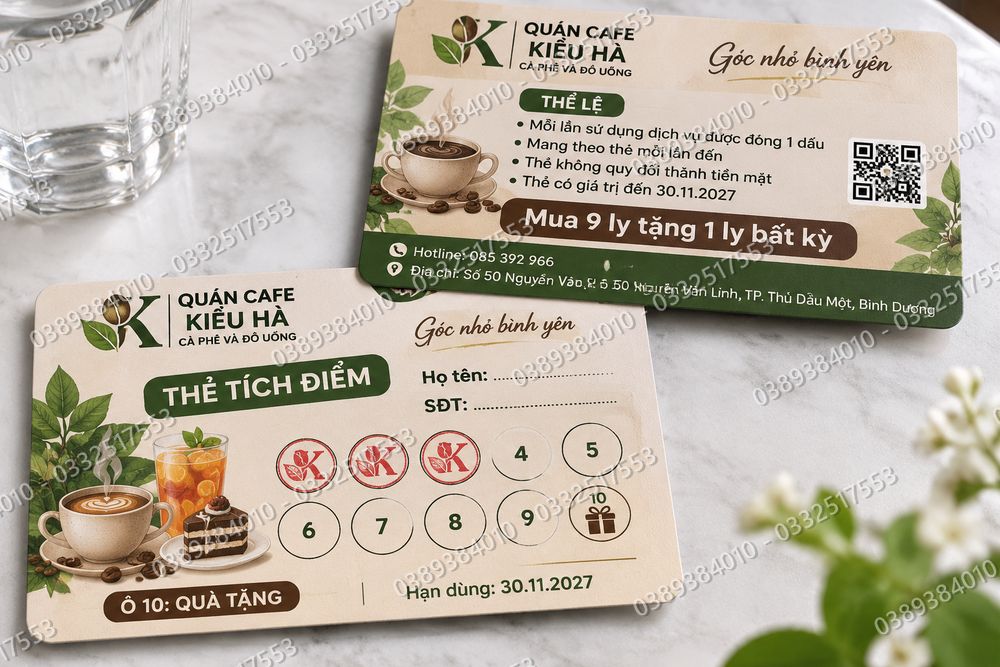 QUÁN CAFE
KIỀU HÀ
CÀ PHÊ VÀ ĐỒ UỐNG
Góc nhỏ bình yên
THỂ LỆ
• Mỗi lần sử dụng dịch vụ được đóng 1 dấu
• Mang theo thẻ mỗi lần đến
• Thẻ không quy đổi thành tiền mặt
• Thẻ có giá trị đến 30.11.2027
Mua 9 ly tặng 1 ly bất kỳ
Hotline: 085 392 966
Địa chỉ: Số 50 Nguyễn Văn Linh, TP. Thủ Dầu Một, Bình Dương
QUÁN CAFE
KIỀU HÀ
CÀ PHÊ VÀ ĐỒ UỐNG
Góc nhỏ bình yên
THẺ TÍCH ĐIỂM
Họ tên:
SĐT:
K K K 4 5
6 7 8 9 10
Ô 10: QUÀ TẶNG
Hạn dùng: 30.11.2027
0389384010 - 0332517553